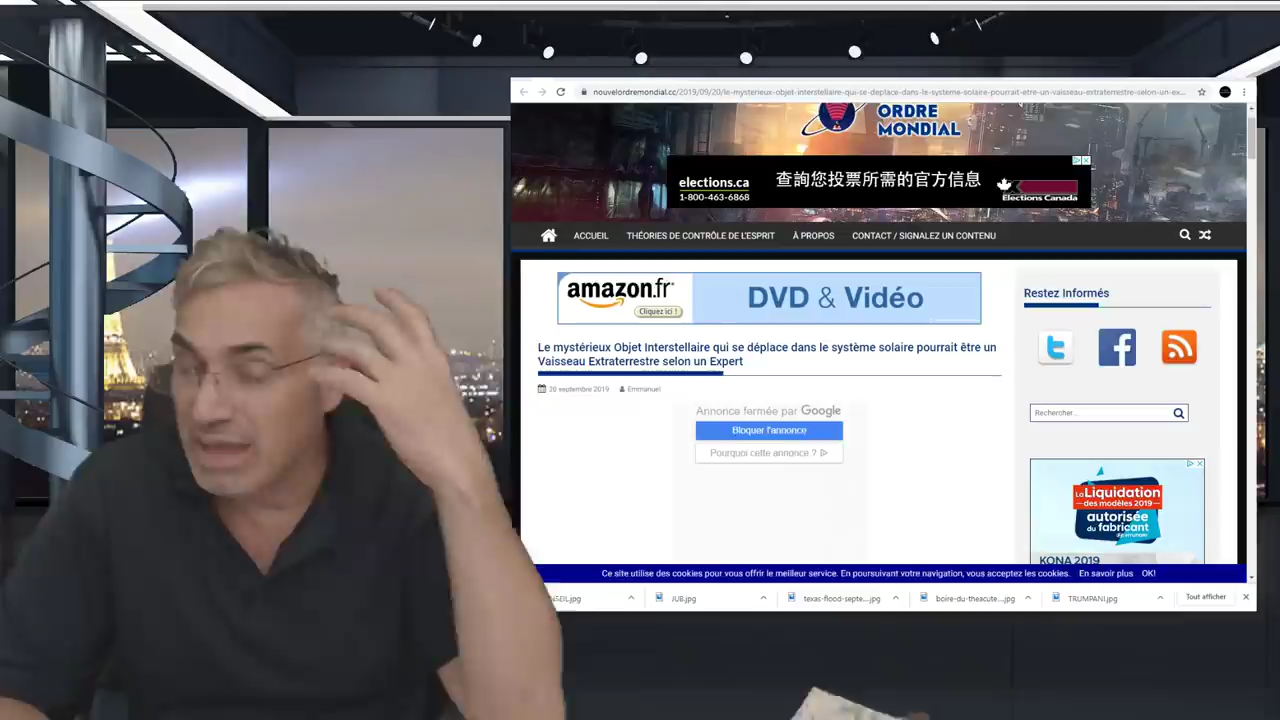 nouvelordremondial.cc/2019/09/20/le-mysterieux-objet-interstellaire-qui-se-deplace-dans-le-systeme-solaire-pourrait-etre-un-vaisseau-extraterrestre-selon-un-ex...
ORDRE
MONDIAL
elections.ca
1-800-463-6868
查詢您投票所需的官方信息
Elections Canada
ACCUEIL
THÉORIES DE CONTRÔLE DE L'ESPRIT
À PROPOS
CONTACT / SIGNALEZ UN CONTENU
amazon.fr
Cliquez ici !
DVD & Vidéo
Restez Informés
Le mystérieux Objet Interstellaire qui se déplace dans le système solaire pourrait être un
Vaisseau Extraterrestre selon un Expert
20 septembre 2019
Emmanuel
Annonce fermée par Google
Bloquer l'annonce
Pourquoi cette annonce ?
Rechercher...
La Liquidation
des modèles 2019
autorisée
du fabricant
KONA 2019
Ce site utilise des cookies pour vous offrir le meilleur service. En poursuivant votre navigation, vous acceptez les cookies.
En savoir plus
OK!
JUB.jpg
texas-flood-septe....jpg
boire-du-theacute....jpg
TRUMPANI.jpg
Tout afficher